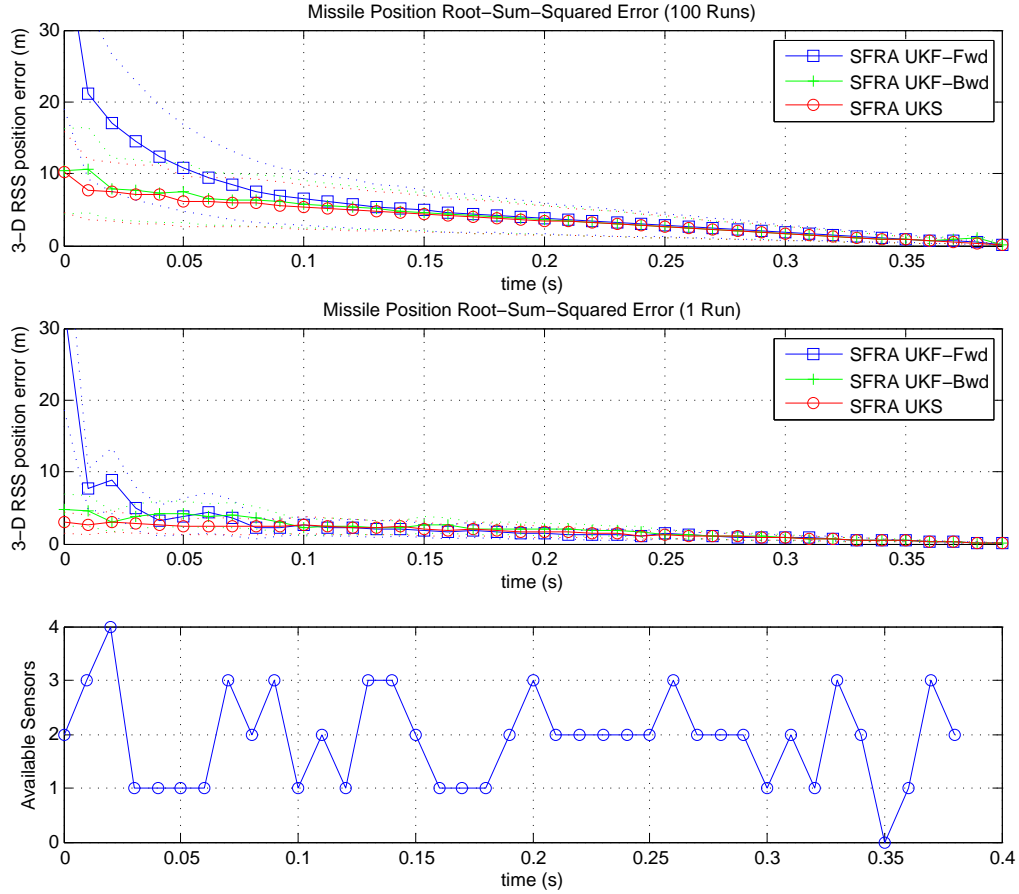 Missile Position Root−Sum−Squared Error (100 Runs)
3−D RSS position error (m)
30
20
10
0
SFRA UKF−Fwd
SFRA UKF−Bwd
SFRA UKS
0 0.05 0.1 0.15 0.2 0.25 0.3 0.35
time (s)
Missile Position Root−Sum−Squared Error (1 Run)
3−D RSS position error (m)
30
20
10
0
SFRA UKF−Fwd
SFRA UKF−Bwd
SFRA UKS
0 0.05 0.1 0.15 0.2 0.25 0.3 0.35
time (s)
Available Sensors
4
3
2
1
0
0 0.05 0.1 0.15 0.2 0.25 0.3 0.35 0.4
time (s)